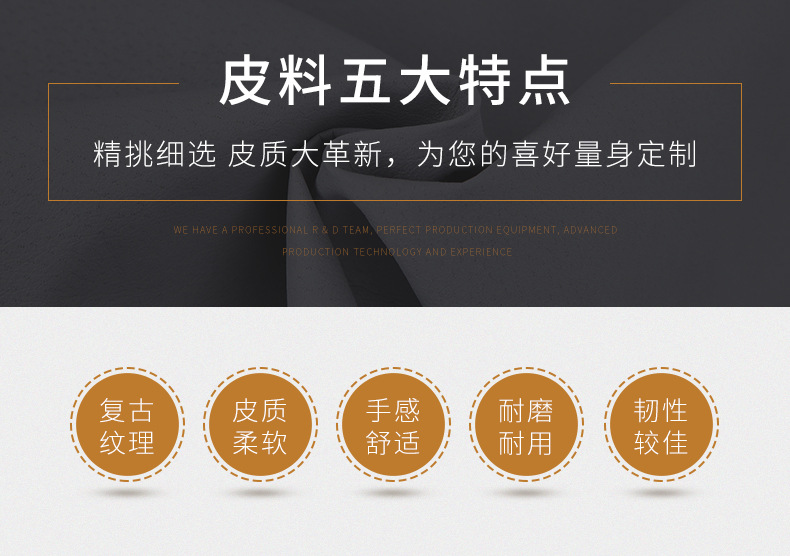 皮料五大特点
精挑细选 皮质大革新，为您的喜好量身定制
WE HAVE A PROFESSIONAL R & D TEAM, PERFECT PRODUCTION EQUIPMENT, ADVANCED
PRODUCTION TECHNOLOGY AND EXPERIENCE
复古
纹理
皮质
柔软
手感
舒适
耐磨
耐用
韧性
较佳